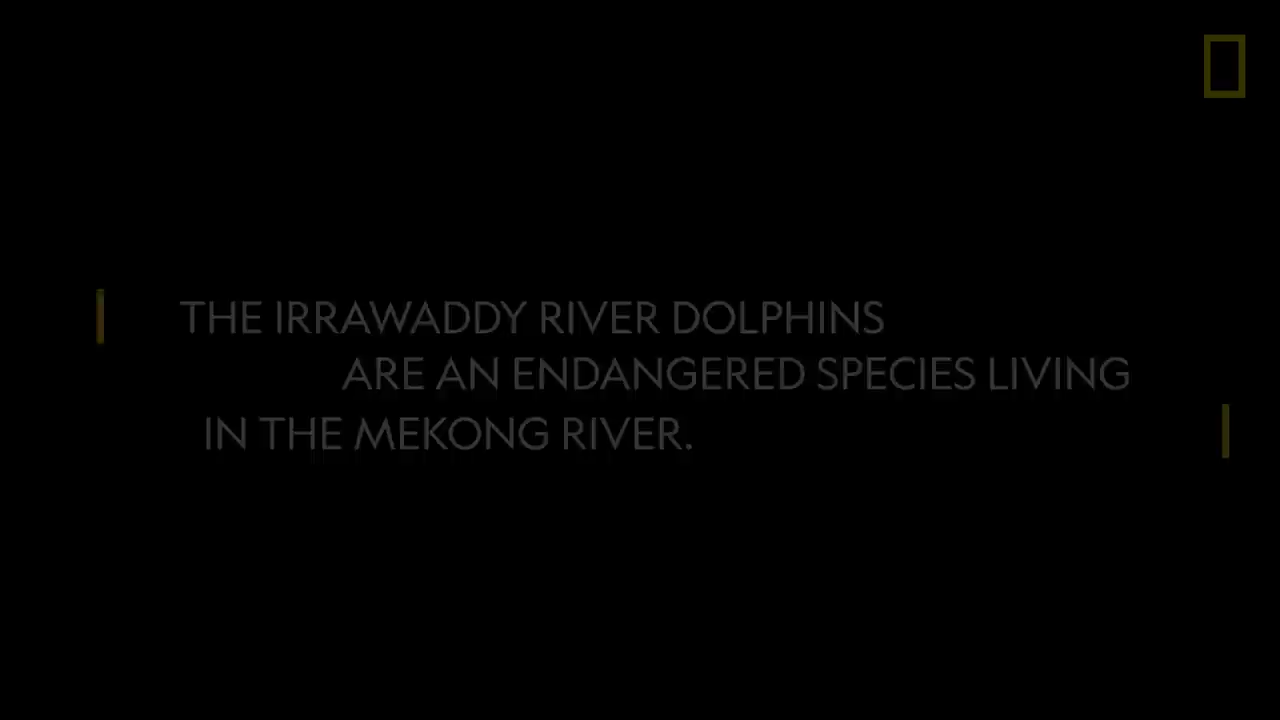 THE IRRAWADDY RIVER DOLPHINS
ARE AN ENDANGERED SPECIES LIVING
IN THE MEKONG RIVER.